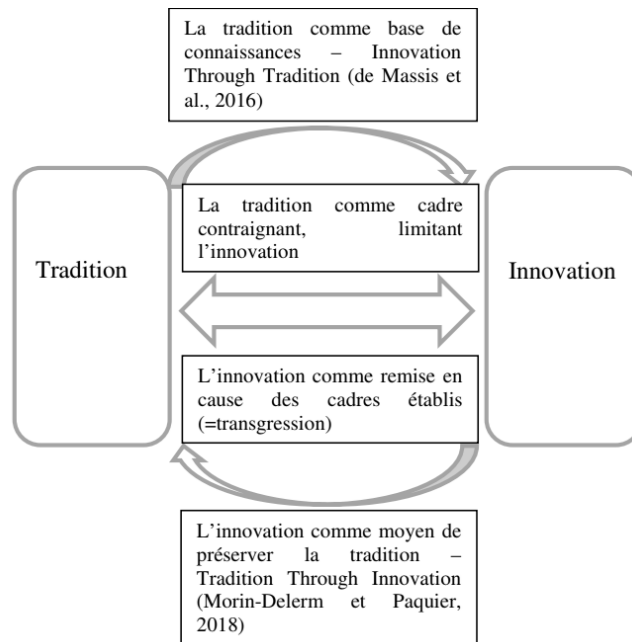 La tradition comme base de
connaissances – Innovation
Through Tradition (de Massis
et al., 2016)
La tradition comme cadre
contraignant, limitant
l’innovation
Tradition
Innovation
L’innovation comme remise en
cause des cadres établis
(=transgression)
L’innovation comme moyen de
préserver la tradition –
Tradition Through Innovation
(Morin-Delerm et Paquier,
2018)